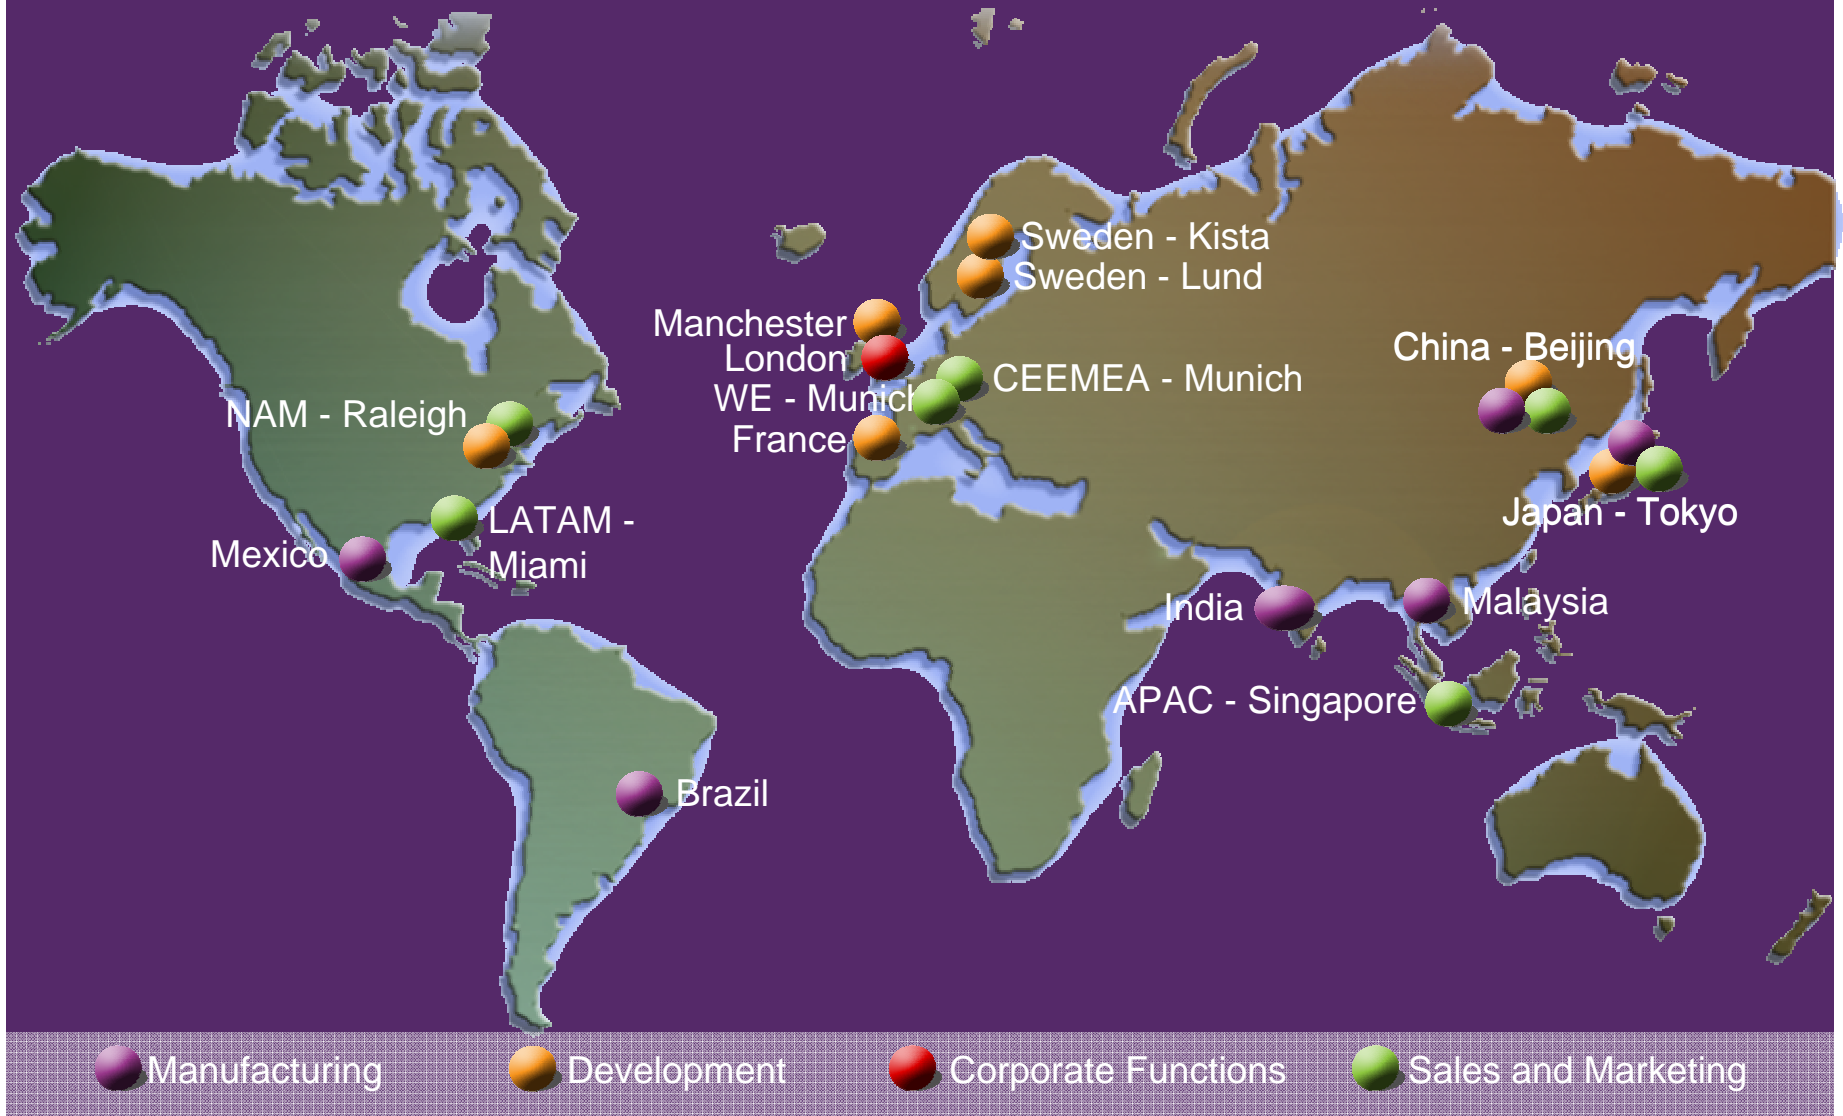 Sweden - Kista
Sweden - Lund
Manchester
London
China - Beijing
CEEMEA - Munich
WE - Munich
NAM - Raleigh
France
Japan - Tokyo
LATAM -
Miami
Mexico
India
Malaysia
APAC - Singapore
Brazil
Manufacturing
Development
Corporate Functions
Sales and Marketing